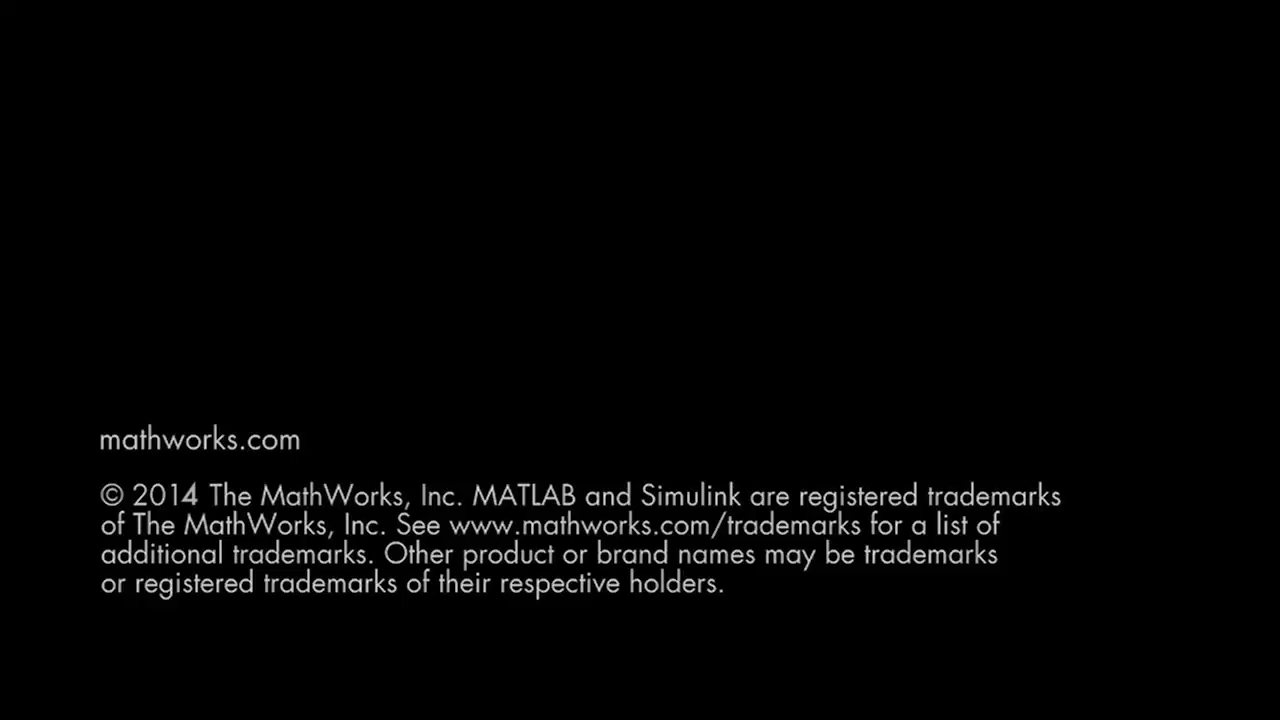 mathworks.com
© 2014 The MathWorks, Inc. MATLAB and Simulink are registered trademarks
of The MathWorks, Inc. See www.mathworks.com/trademarks for a list of
additional trademarks. Other product or brand names may be trademarks
or registered trademarks of their respective holders.